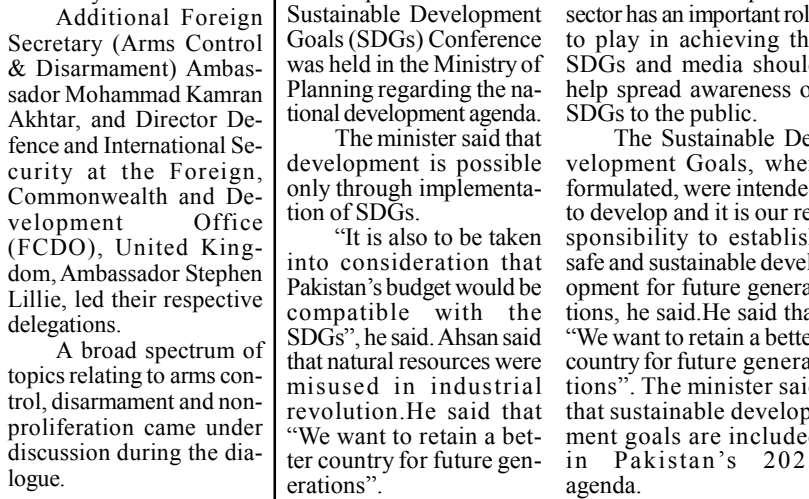 Additional Foreign
Secretary (Arms Control
& Disarmament) Ambas-
sador Mohammad Kamran
Akhtar, and Director De-
fence and International Se-
curity at the Foreign,
Commonwealth and De-
velopment Office
(FCDO), United King-
dom, Ambassador Stephen
Lillie, led their respective
delegations.
A broad spectrum of
topics relating to arms con-
trol, disarmament and non-
proliferation came under
discussion during the dia-
logue.
Sustainable Development
Goals (SDGs) Conference
was held in the Ministry of
Planning regarding the na-
tional development agenda.
The minister said that
development is possible
only through implementa-
tion of SDGs.
“It is also to be taken
into consideration that
Pakistan’s budget would be
compatible with the
SDGs”, he said. Ahsan said
that natural resources were
misused in industrial
revolution.He said that
“We want to retain a bet-
ter country for future gen-
erations”.
sector has an important rol
to play in achieving th
SDGs and media shoul
help spread awareness o
SDGs to the public.
The Sustainable De
velopment Goals, whe
formulated, were intende
to develop and it is our re
sponsibility to establis
safe and sustainable devel
opment for future genera
tions, he said.He said tha
“We want to retain a bette
country for future genera
tions”. The minister sai
that sustainable develop
ment goals are include
in Pakistan’s 202
agenda.